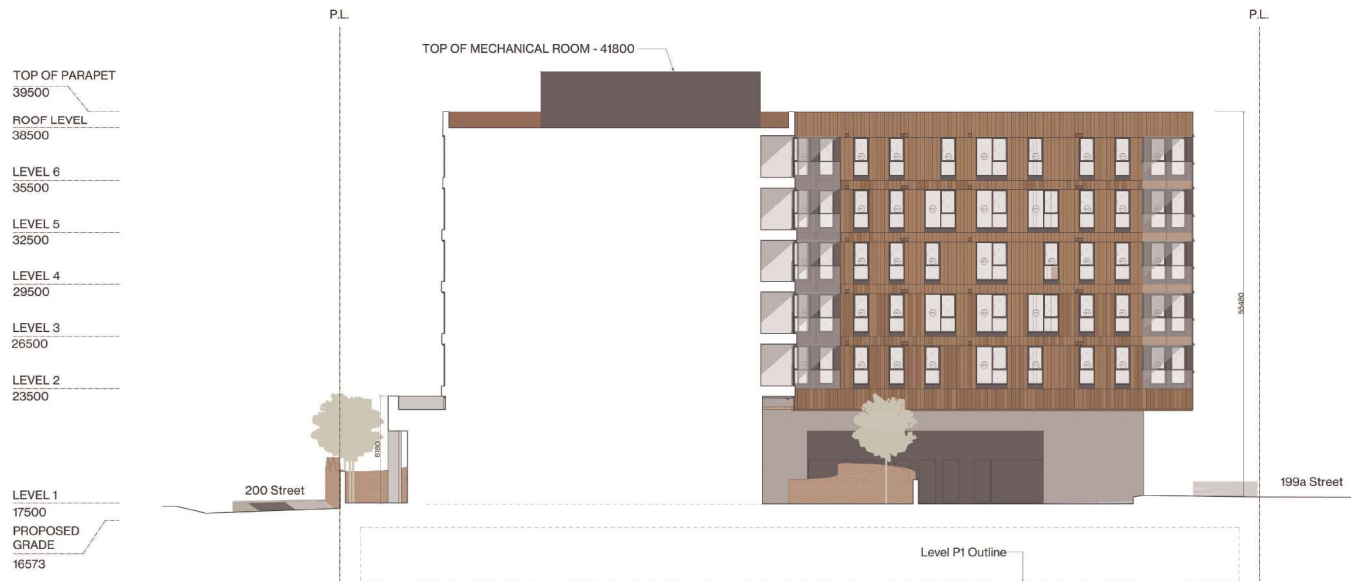 P.L.
P.L.
TOP OF MECHANICAL ROOM - 41800
TOP OF PARAPET
39500
ROOF LEVEL
38500
LEVEL 6
35500
LEVEL 5
32500
LEVEL 4
29500
LEVEL 3
26500
LEVEL 2
23500
55480
6180
LEVEL 1
17500
200 Street
199a Street
PROPOSED
GRADE
16573
Level P1 Outline